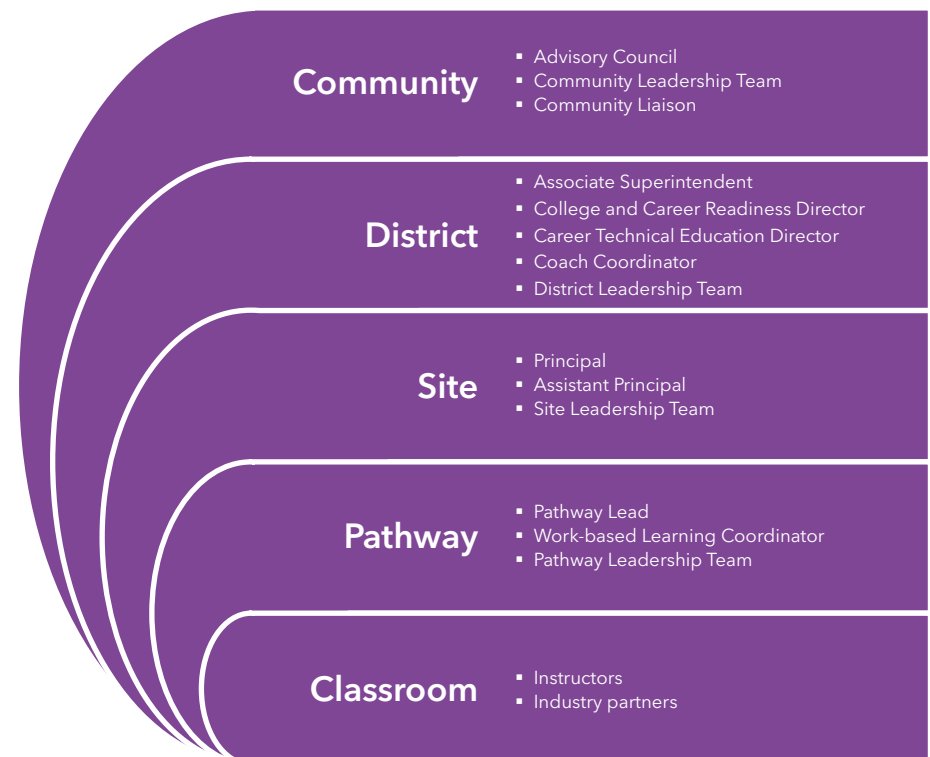 Community
▪ Advisory Council
▪ Community Leadership Team
▪ Community Liaison
District
▪ Associate Superintendent
▪ College and Career Readiness Director
▪ Career Technical Education Director
▪ Coach Coordinator
▪ District Leadership Team
Site
▪ Principal
▪ Assistant Principal
▪ Site Leadership Team
Pathway
▪ Pathway Lead
▪ Work-based Learning Coordinator
▪ Pathway Leadership Team
Classroom
▪ Instructors
▪ Industry partners